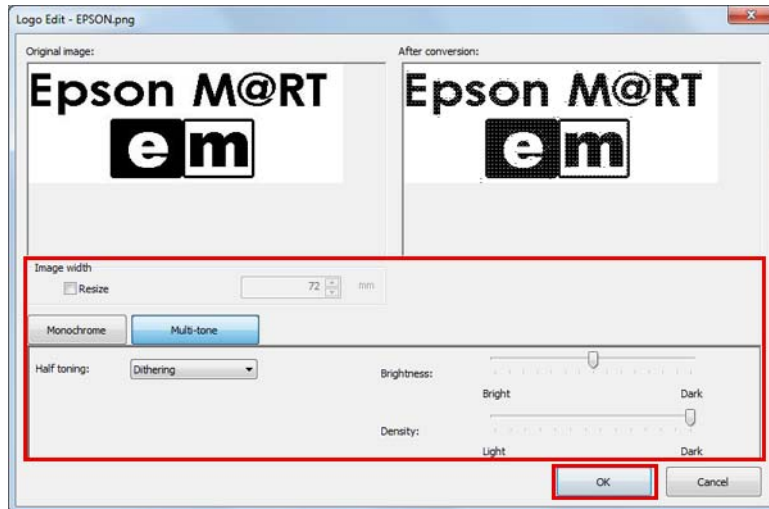 Logo Edit - EPSON.png
Original image:
After conversion:
Epson M@RT
em
Epson M@RT
em
Image width
Resize
72
mm
Monochrome
Multi-tone
Half toning:
Dithering
Brightness:
Bright
Dark
Density:
Light
Dark
OK
Cancel